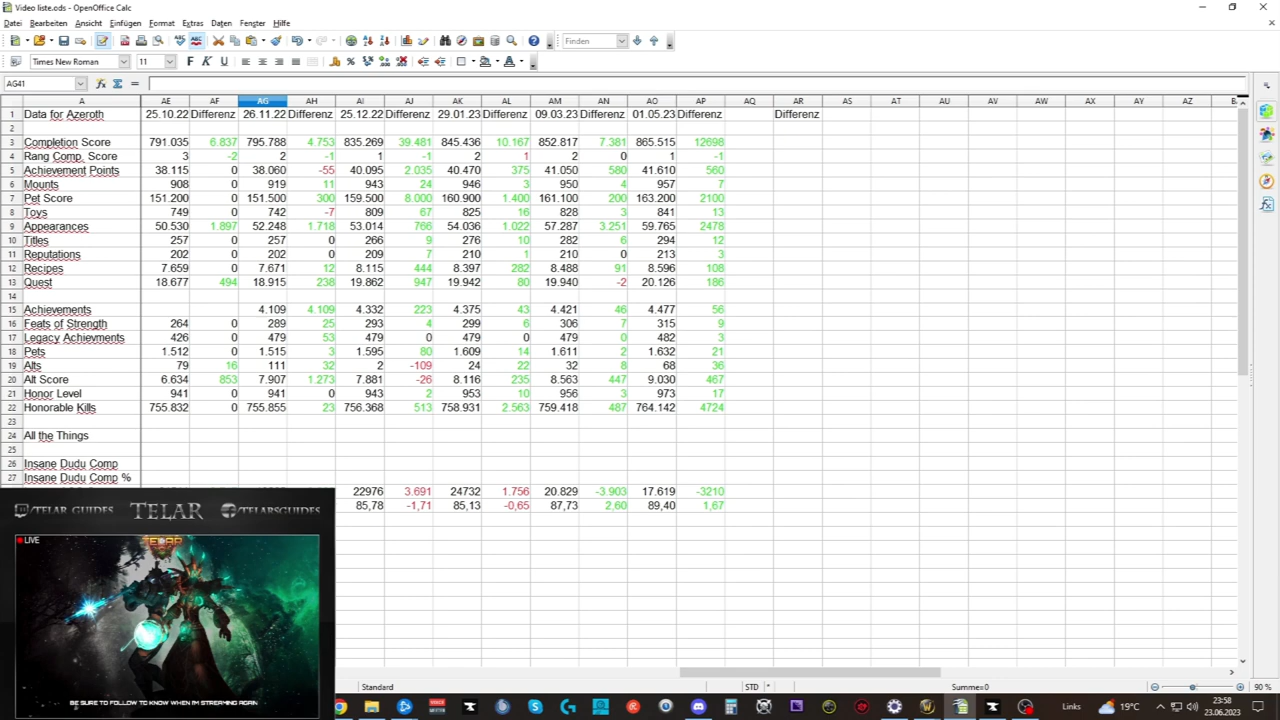 Video liste.ods - OpenOffice Calc
Datei Bearbeiten Ansicht Einfügen Format Extras Daten Fenster Hilfe
Finden
Times New Roman 11 F K U
AG41
A AE AF AG AH AI AJ AK AL AM AN AO AP AQ AR AS AT AU AV AW AX AY AZ
1 Data for Azeroth 25.10.22 Differenz 26.11.22 Differenz 25.12.22 Differenz 29.01.23 Differenz 09.03.23 Differenz 01.05.23 Differenz Differenz
2
3 Completion Score 791.035 6.837 795.788 4.753 835.269 39.481 845.436 10.167 852.817 7.381 865.515 12698
4 Rang Comp. Score 3 -2 2 -1 1 -1 2 1 2 0 1 -1
5 Achievement Points 38.115 0 38.060 -55 40.095 2.035 40.470 375 41.050 580 41.610 560
6 Mounts 908 0 919 11 943 24 946 3 950 4 957 7
7 Pet Score 151.200 0 151.500 300 159.500 8.000 160.900 1.400 161.100 200 163.200 2100
8 Toys 749 0 742 -7 809 67 825 16 828 3 841 13
9 Appearances 50.530 1.897 52.248 1.718 53.014 766 54.036 1.022 57.287 3.251 59.765 2478
10 Titles 257 0 257 0 266 9 276 10 282 6 294 12
11 Reputations 202 0 202 0 209 7 210 1 210 0 213 3
12 Recipes 7.659 0 7.671 12 8.115 444 8.397 282 8.488 91 8.596 108
13 Quest 18.677 494 18.915 238 19.862 947 19.942 80 19.940 -2 20.126 186
14
15 Achievements 4.109 4.109 4.332 223 4.375 43 4.421 46 4.477 56
16 Feats of Strength 264 0 289 25 293 4 299 6 306 7 315 9
17 Legacy Achievments 426 0 479 53 479 0 479 0 479 0 482 3
18 Pets 1.512 0 1.515 3 1.595 80 1.609 14 1.611 2 1.632 21
19 Alts 79 16 111 32 2 -109 24 22 32 8 68 36
20 Alt Score 6.634 853 7.907 1.273 7.881 -26 8.116 235 8.563 447 9.030 467
21 Honor Level 941 0 941 0 943 2 953 10 956 3 973 17
22 Honorable Kills 755.832 0 755.855 23 756.368 513 758.931 2.563 759.418 487 764.142 4724
23
24 All the Things
25
26 Insane Dudu Comp
27 Insane Dudu Comp %
22976 3.691 24732 1.756 20.829 -3.903 17.619 -3210
85,78 -1,71 85,13 -0,65 87,73 2,60 89,40 1,67
/TELAR GUIDES TELAR /TELARSGUIDES
LIVE
TELAR
BE SURE TO FOLLOW TO KNOW WHEN I'M STREAMING AGAIN
Standard STD * Summe=0 90 %
Links 19°C 23:58
23.06.2023